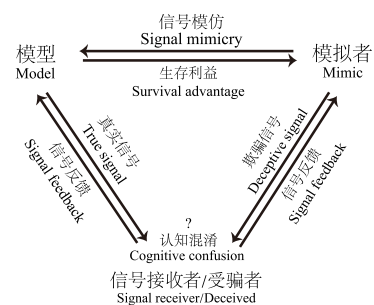 信号模仿
Signal mimicry
模型
Model
模拟者
Mimic
生存利益
Survival advantage
真实信号
True signal
信号反馈
Signal feedback
欺骗信号
Deceptive signal
信号反馈
Signal feedback
?
认知混淆
Cognitive confusion
信号接收者/受骗者
Signal receiver/Deceived